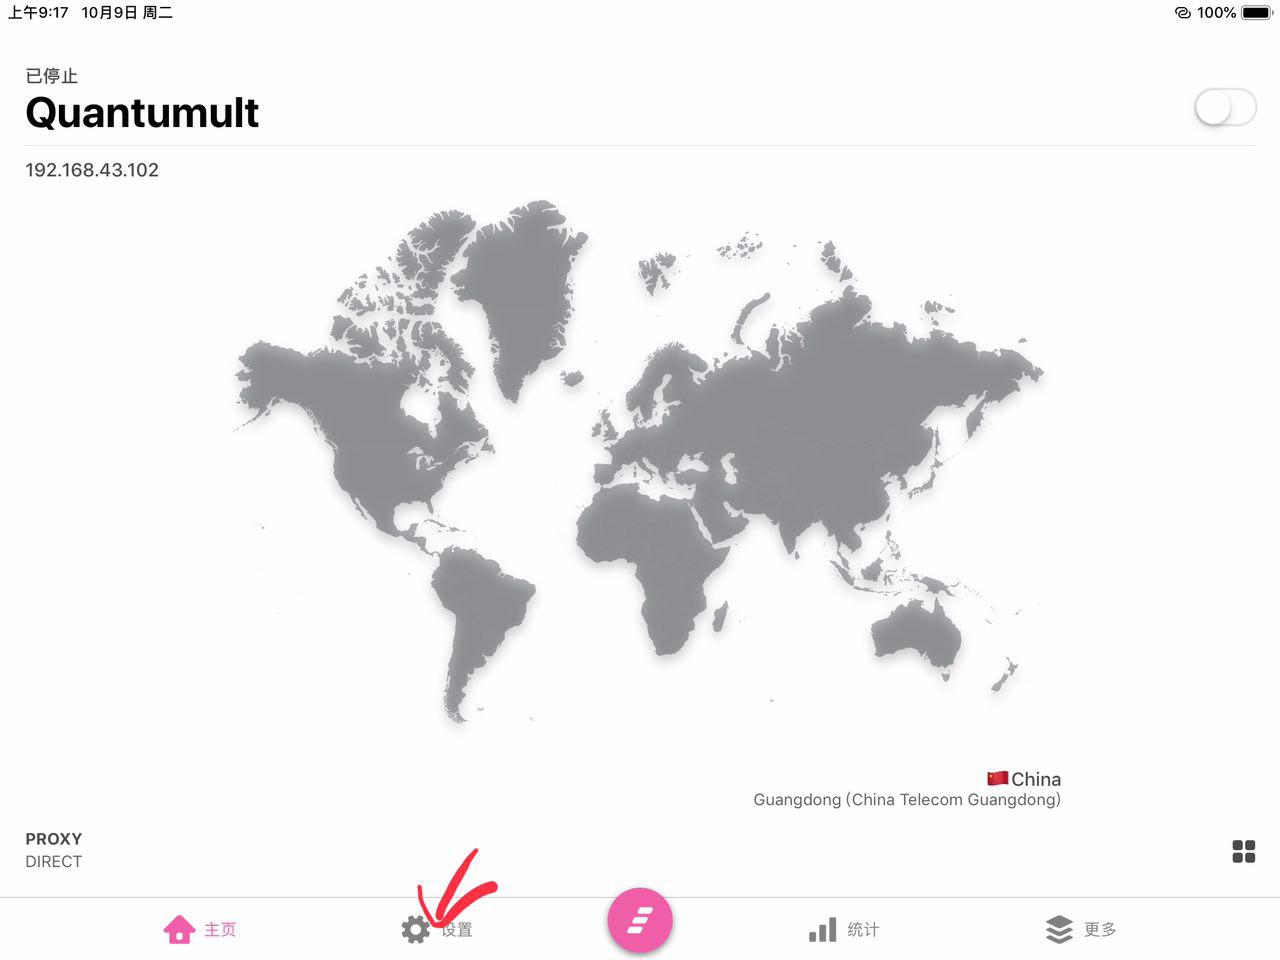 上午9:17 10月9日 周二
100%
已停止
Quantumult
192.168.43.102
China
Guangdong (China Telecom Guangdong)
PROXY
DIRECT
主页
设置
统计
更多